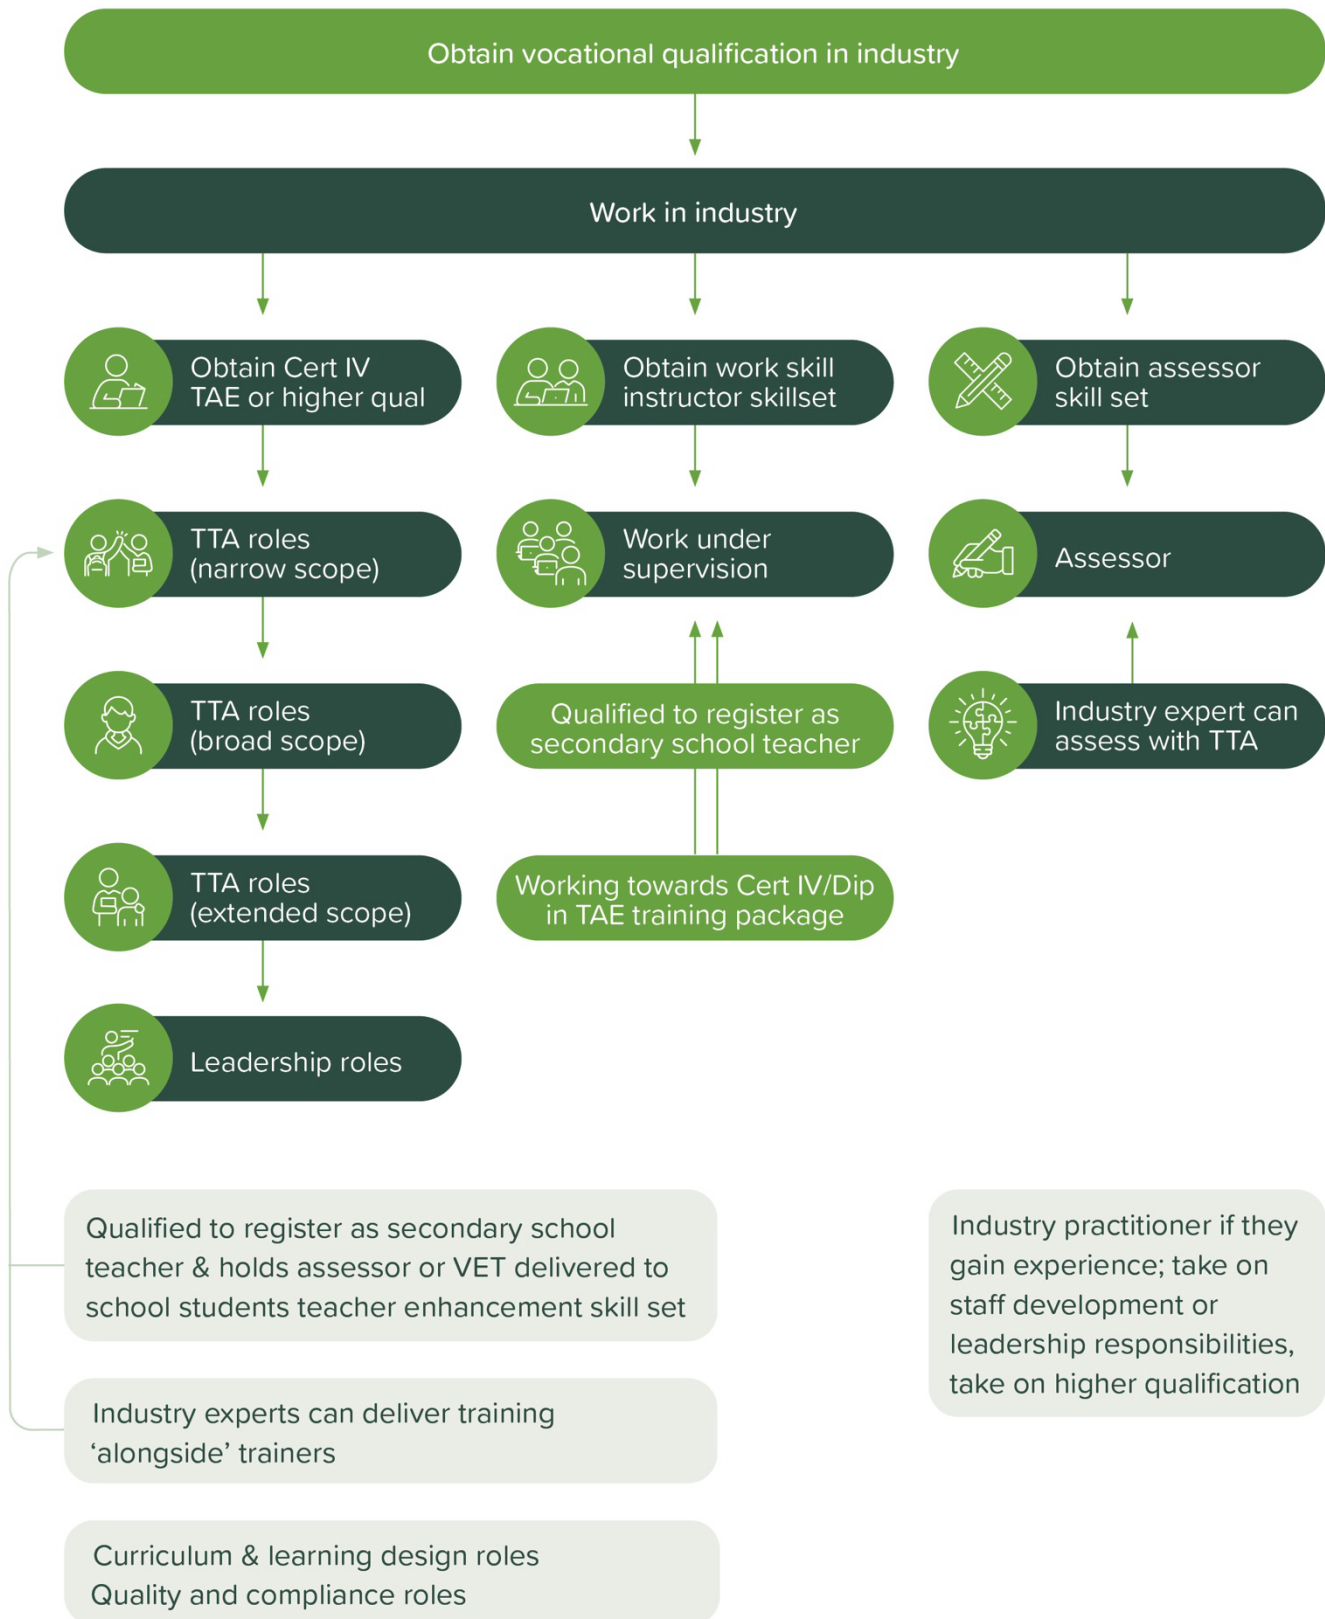 Obtain vocational qualification in industry
Work in industry
Obtain Cert IV
TAE or higher qual
Obtain work skill
instructor skillset
Obtain assessor
skill set
TTA roles
(narrow scope)
Work under
supervision
Assessor
TTA roles
(broad scope)
Qualified to register as
secondary school teacher
Industry expert can
assess with TTA
TTA roles
(extended scope)
Working towards Cert IV/Dip
in TAE training package
Leadership roles
Qualified to register as secondary school
teacher & holds assessor or VET delivered to
school students teacher enhancement skill set
Industry practitioner if they
gain experience; take on
staff development or
leadership responsibilities,
take on higher qualification
Industry experts can deliver training
‘alongside’ trainers
Curriculum & learning design roles
Quality and compliance roles